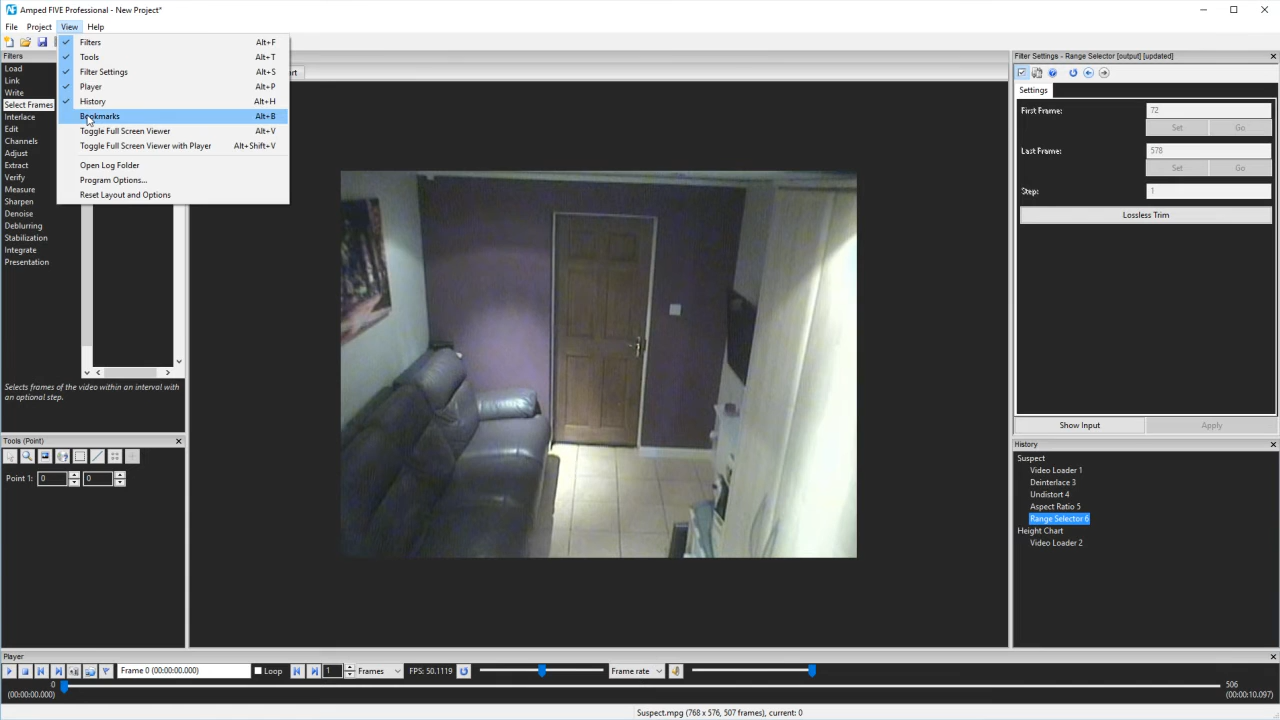 Amped FIVE Professional - New Project*
File Project View Help
Filters Alt+F
Tools Alt+T
Filter Settings Alt+S
Player Alt+P
History Alt+H
Bookmarks Alt+B
Toggle Full Screen Viewer Alt+V
Toggle Full Screen Viewer with Player Alt+Shift+V
Open Log Folder
Program Options...
Reset Layout and Options
Filters
Load
Link
Write
Select Frames
Interlace
Edit
Channels
Adjust
Extract
Verify
Measure
Sharpen
Denoise
Deblurring
Stabilization
Integrate
Presentation
Selects frames of the video within an interval with
an optional step.
Tools (Point)
Point 1: 0 0
Filter Settings - Range Selector [output] [updated]
Settings
First Frame: 72
Set Go
Last Frame: 578
Set Go
Step: 1
Lossless Trim
Show Input Apply
History
Suspect
Video Loader 1
Deinterlace 3
Undistort 4
Aspect Ratio 5
Range Selector 6
Height Chart
Video Loader 2
Player
Frame 0 (00:00:00.000) Loop 1 Frames FPS: 50.1119 Frame rate
0 506
(00:00:00.000) (00:00:10.097)
Suspect.mpg (768 x 576, 507 frames), current: 0